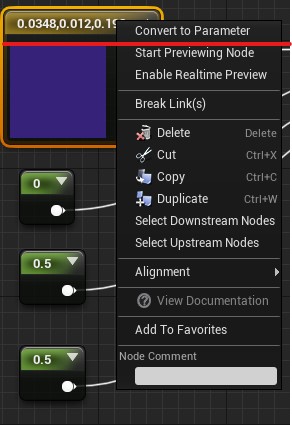 0.0348,0.012,0.19
Convert to Parameter
Start Previewing Node
Enable Realtime Preview
Break Link(s)
Delete Delete
Cut Ctrl+X
Copy Ctrl+C
Duplicate Ctrl+W
Select Downstream Nodes
Select Upstream Nodes
Alignment
View Documentation
Add To Favorites
Node Comment
0
0.5
0.5